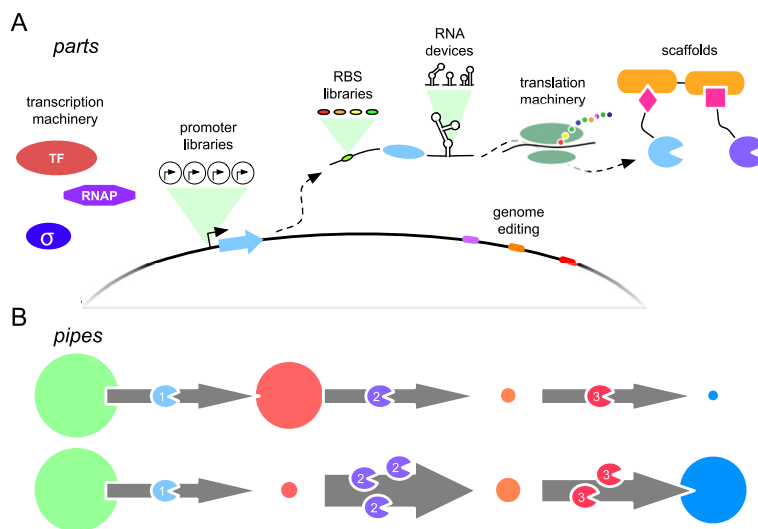 A
parts
transcription
machinery
TF
RNAP
σ
promoter
libraries
RBS
libraries
RNA
devices
translation
machinery
scaffolds
genome
editing
B
pipes
1
2
3
1
2
2
2
3
3